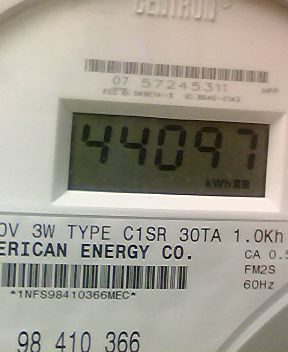 CENTRON
07 57245311
44097
kWh
0V 3W TYPE C1SR 30TA 1.0Kh
ERICAN ENERGY CO.
CA 0.5
FM2S
60Hz
*1NFS98410366MEC*
98 410 366